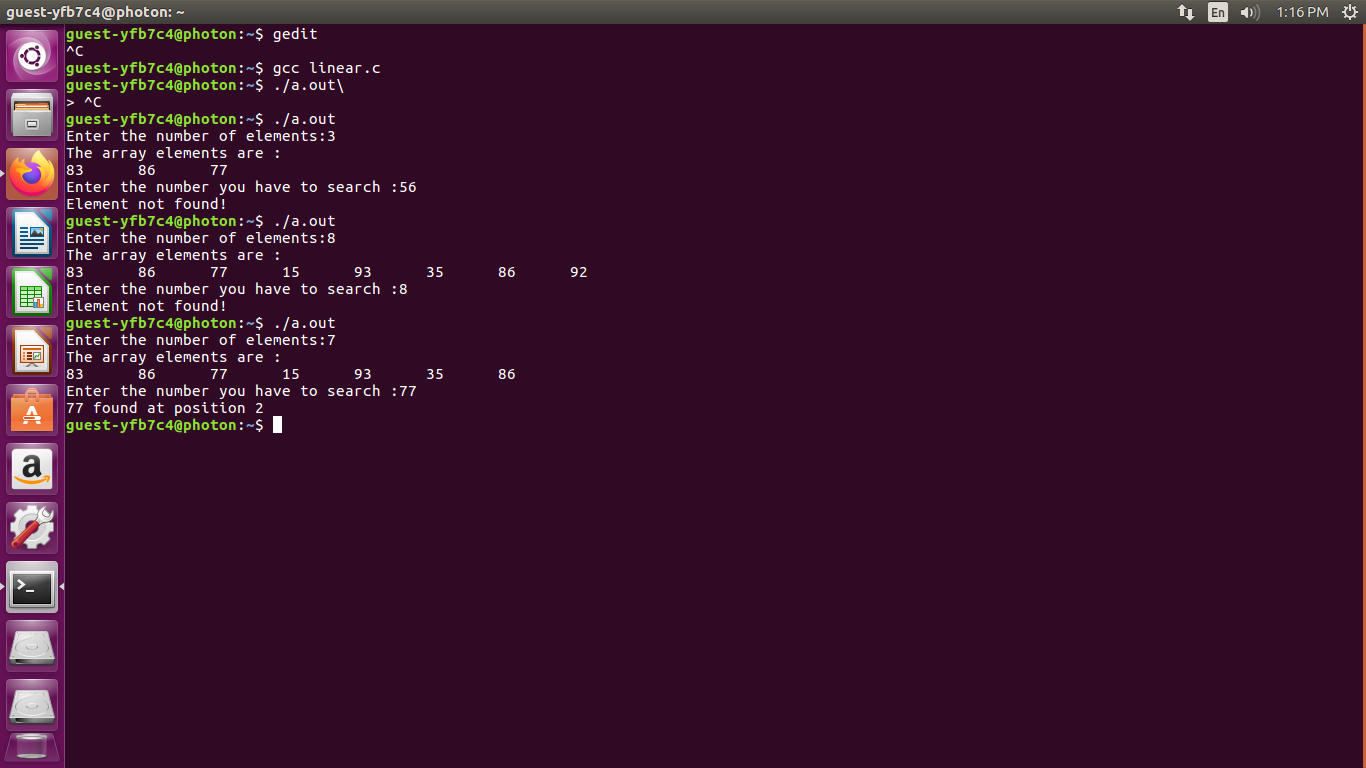 guest-yfb7c4@photon: ~
En
1:16 PM
guest-yfb7c4@photon:~$ gedit
^C
guest-yfb7c4@photon:~$ gcc linear.c
guest-yfb7c4@photon:~$ ./a.out\
> ^C
guest-yfb7c4@photon:~$ ./a.out
Enter the number of elements:3
The array elements are :
83      86      77
Enter the number you have to search :56
Element not found!
guest-yfb7c4@photon:~$ ./a.out
Enter the number of elements:8
The array elements are :
83      86      77      15      93      35      86      92
Enter the number you have to search :8
Element not found!
guest-yfb7c4@photon:~$ ./a.out
Enter the number of elements:7
The array elements are :
83      86      77      15      93      35      86
Enter the number you have to search :77
77 found at position 2
guest-yfb7c4@photon:~$